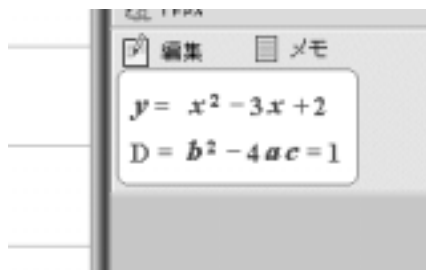 編集 メモ
y = x² − 3x + 2
D = b² − 4ac = 1